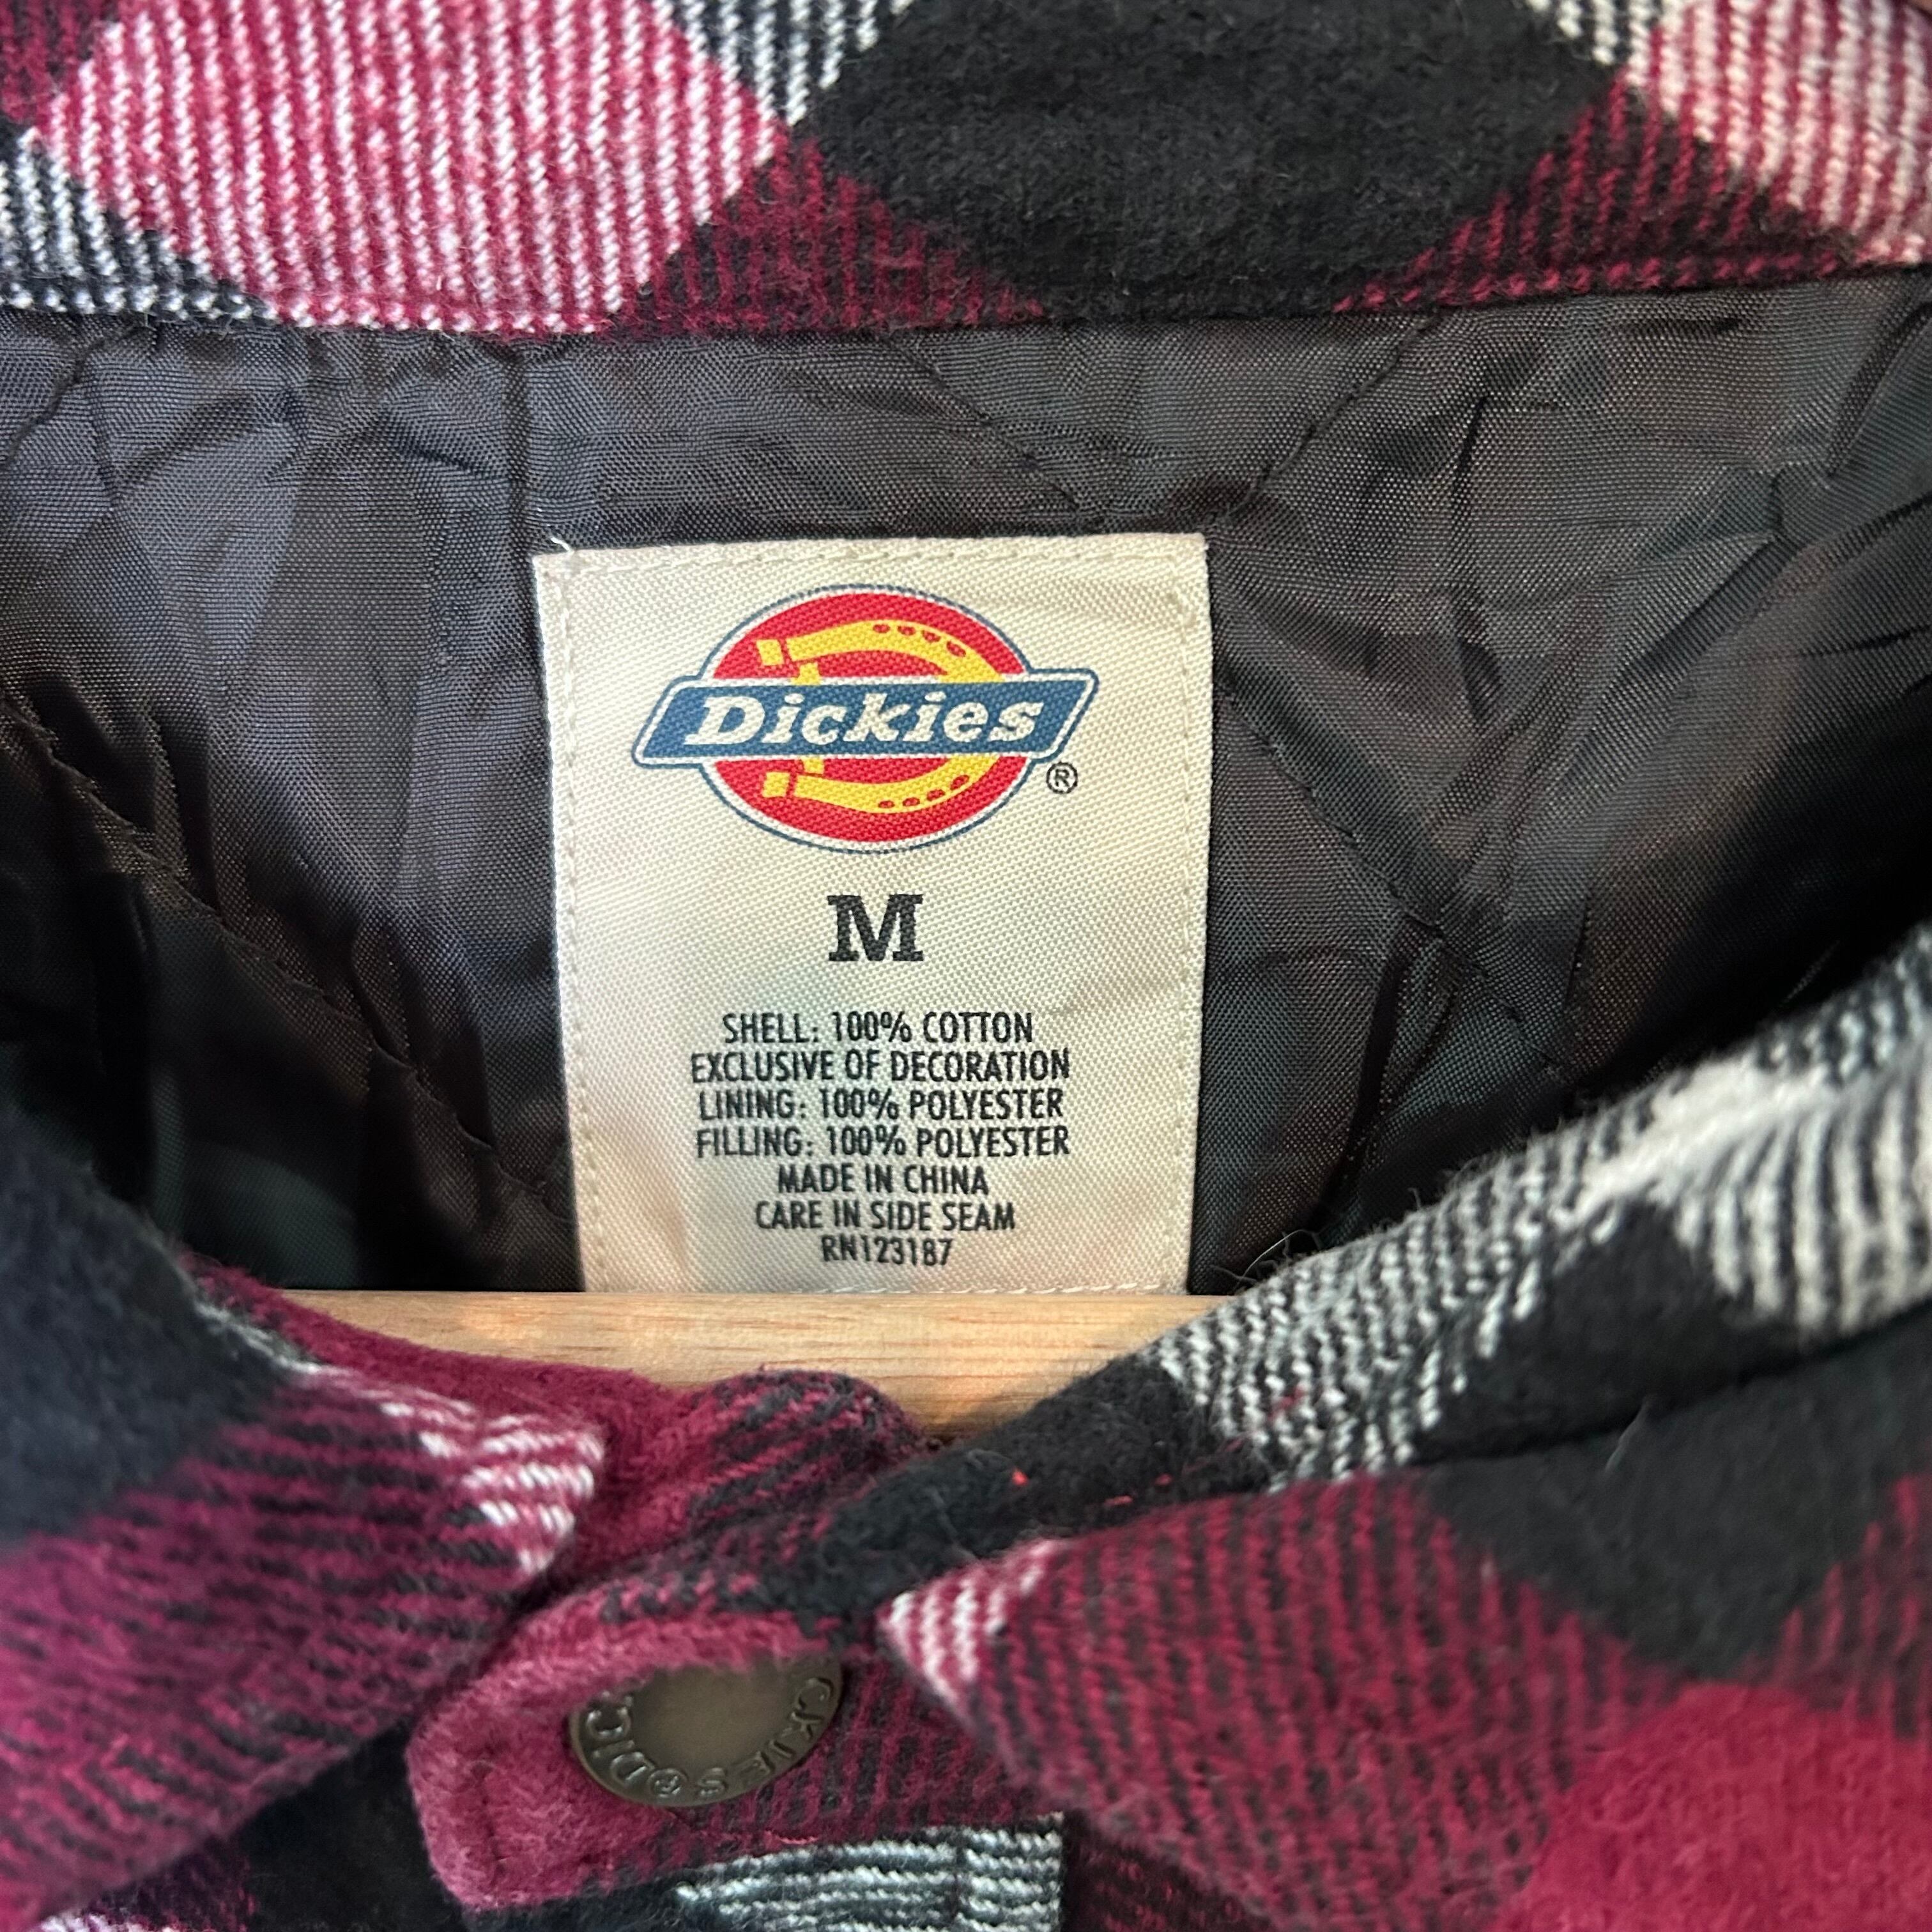 Dickies
®
M
SHELL: 100% COTTON
EXCLUSIVE OF DECORATION
LINING: 100% POLYESTER
FILLING: 100% POLYESTER
MADE IN CHINA
CARE IN SIDE SEAM
RN123187
DICKIES®DIC